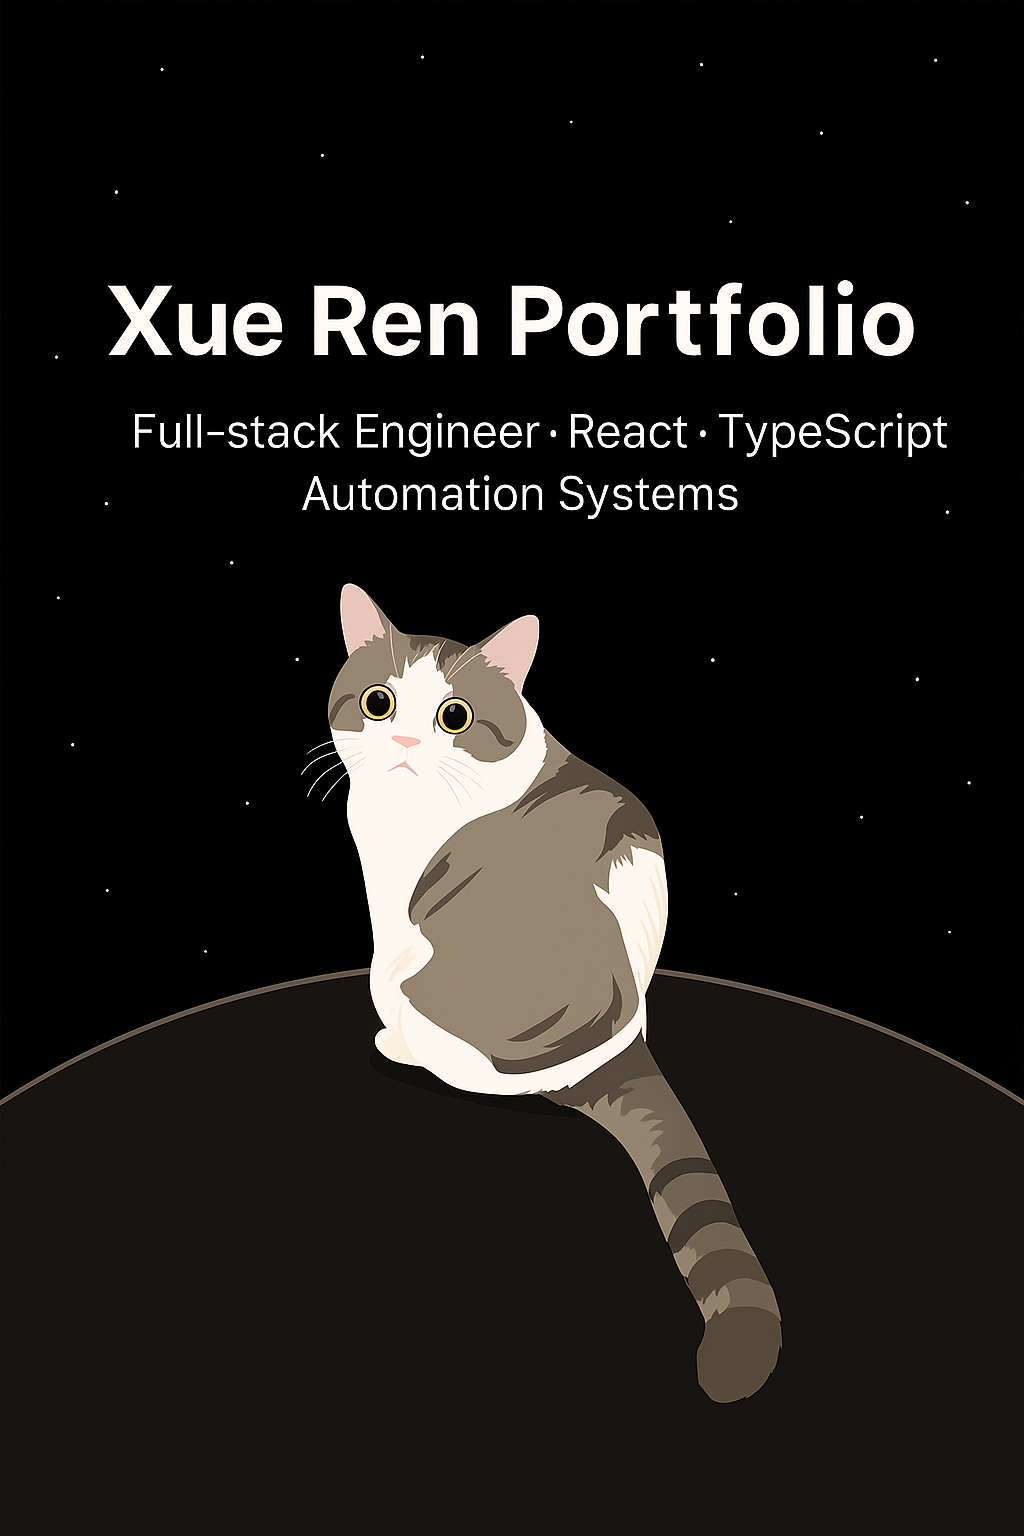 Xue Ren Portfolio
Full-stack Engineer · React · TypeScript
Automation Systems